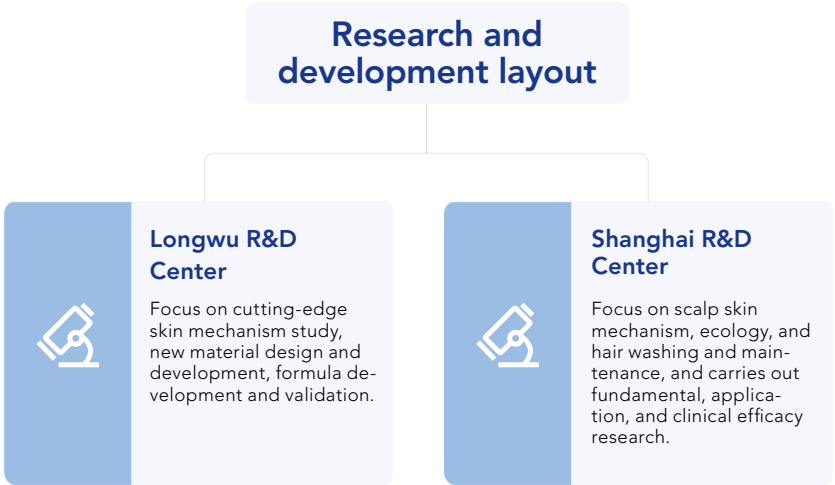 Research and
development layout
Longwu R&D
Center
Focus on cutting-edge
skin mechanism study,
new material design and
development, formula de-
velopment and validation.
Shanghai R&D
Center
Focus on scalp skin
mechanism, ecology, and
hair washing and main-
tenance, and carries out
fundamental, applica-
tion, and clinical efficacy
research.